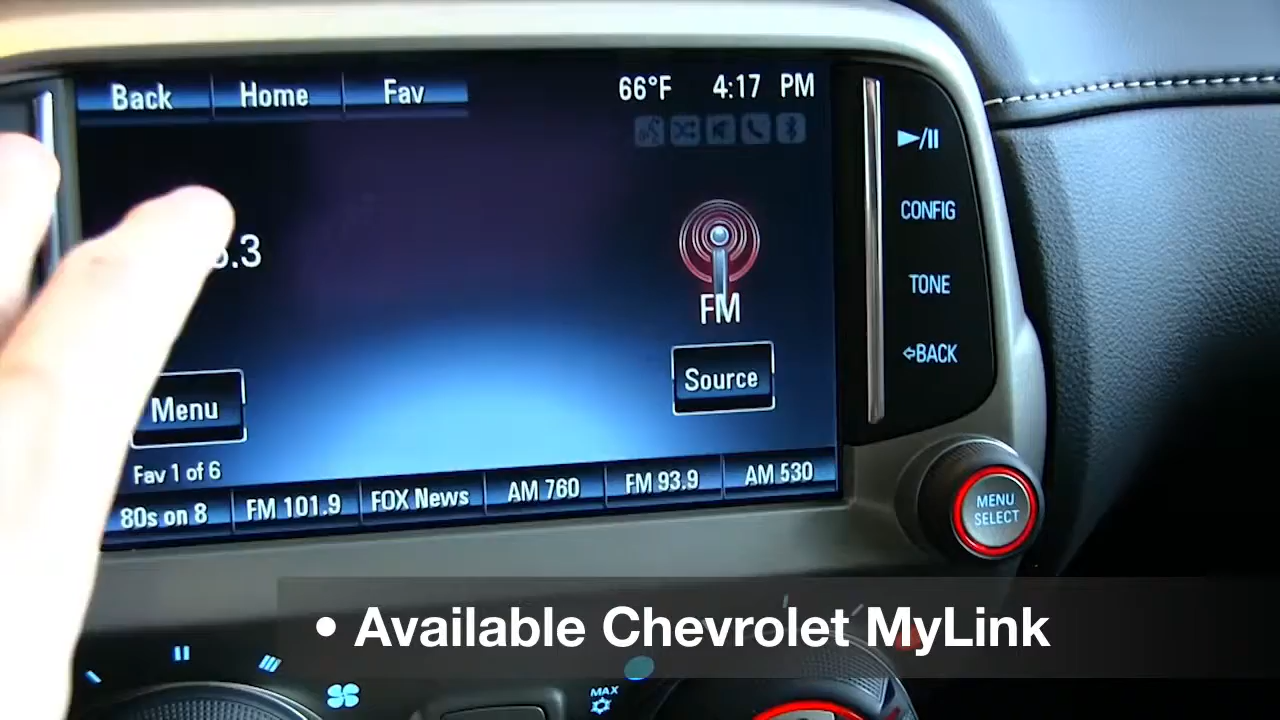 Back Home Fav 66°F 4:17 PM
CONFIG
.3
TONE
FM
BACK
Source
Menu
Fav 1 of 6
80s on 8 FM 101.9 FOX News AM 760 FM 93.9 AM 530
MENU
SELECT
• Available Chevrolet MyLink
MAX